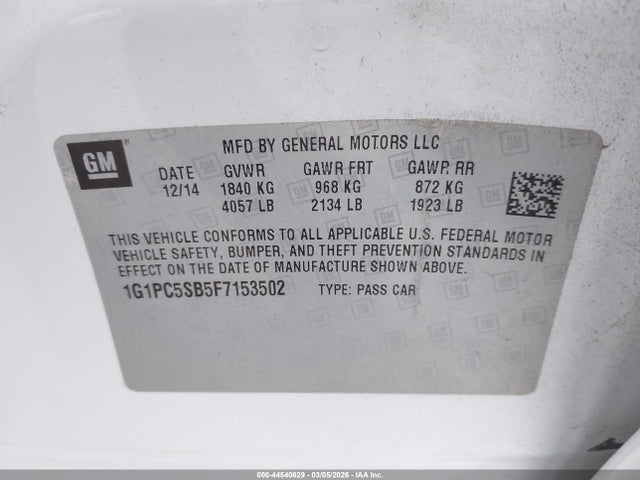 GM
MFD BY GENERAL MOTORS LLC
DATE GVWR GAWR FRT GAWR RR
12/14 1840 KG 968 KG 872 KG
4057 LB 2134 LB 1923 LB
THIS VEHICLE CONFORMS TO ALL APPLICABLE U.S. FEDERAL MOTOR
VEHICLE SAFETY, BUMPER, AND THEFT PREVENTION STANDARDS IN
EFFECT ON THE DATE OF MANUFACTURE SHOWN ABOVE.
1G1PC5SB5F7153502 TYPE: PASS CAR
000-44540629 - 03/05/2026 - IAA, Inc.